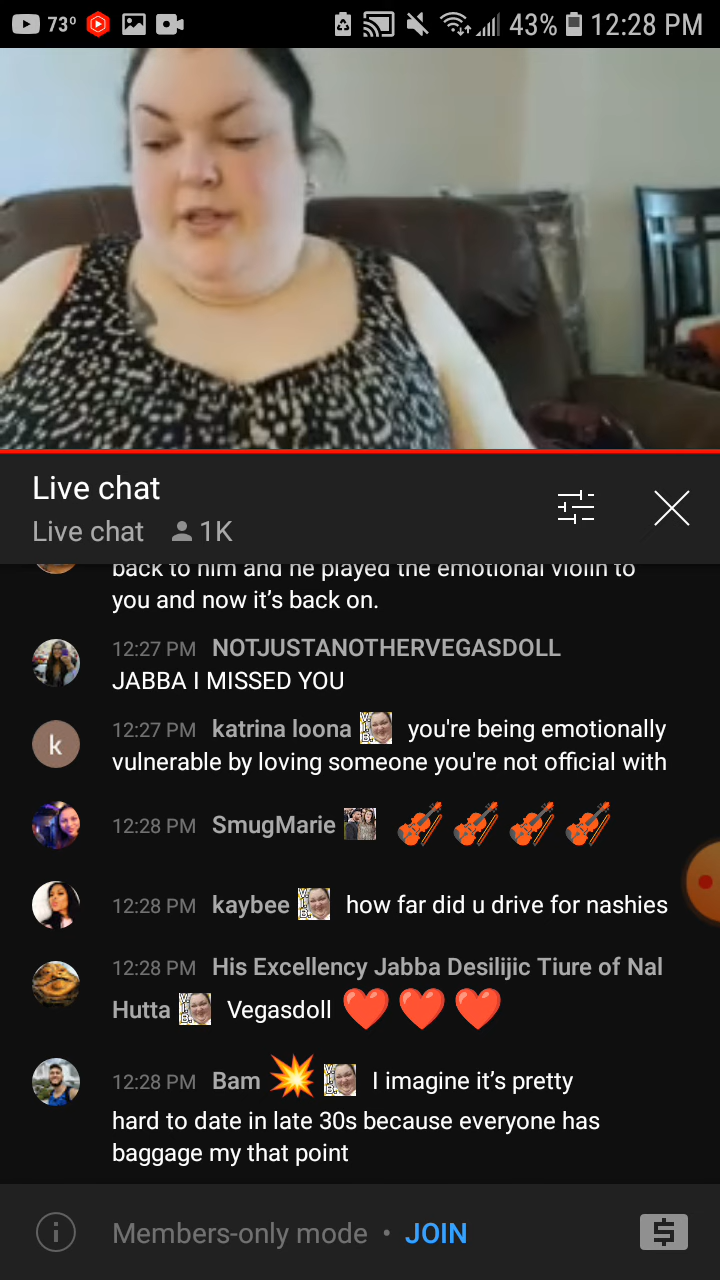 73° 43% 12:28 PM
Live chat
Live chat 1K
back to him and he played the emotional violin to
you and now it's back on.
12:27 PM NOTJUSTANOTHERVEGASDOLL
JABBA I MISSED YOU
k 12:27 PM katrina loona you're being emotionally
vulnerable by loving someone you're not official with
12:28 PM SmugMarie 🎻🎻🎻🎻
12:28 PM kaybee how far did u drive for nashies
12:28 PM His Excellency Jabba Desilijic Tiure of Nal
Hutta Vegasdoll ❤️❤️❤️
12:28 PM Bam💥 I imagine it's pretty
hard to date in late 30s because everyone has
baggage my that point
Members-only mode • JOIN